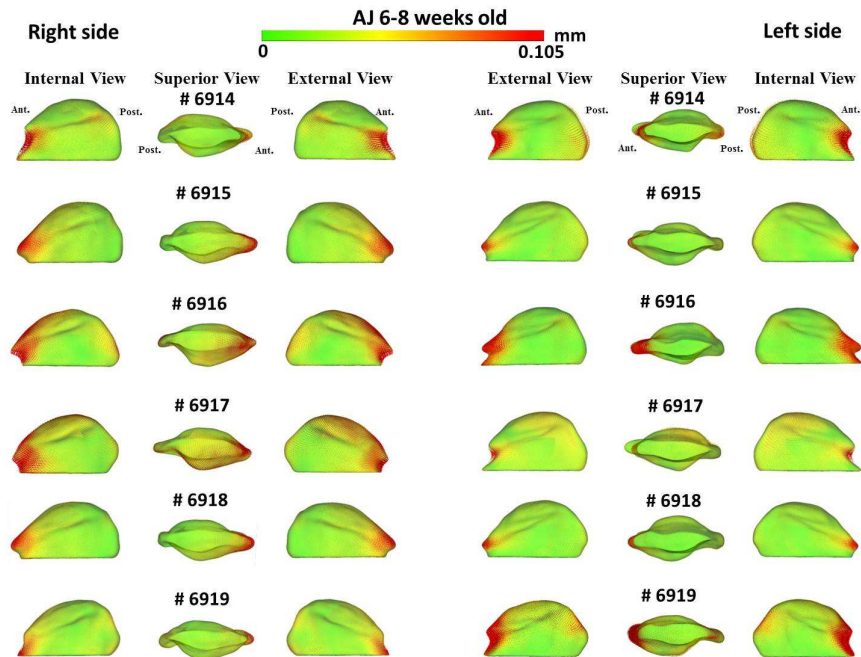 AJ 6-8 weeks old
Right side
mm
Left side
0
0.105
Internal View Superior View External View
External View Superior View Internal View
# 6914
# 6914
Ant. Post. Post. Ant.
Ant. Post. Post. Ant.
Post. Ant.
Ant. Post.
# 6915
# 6915
# 6916
# 6916
# 6917
# 6917
# 6918
# 6918
# 6919
# 6919